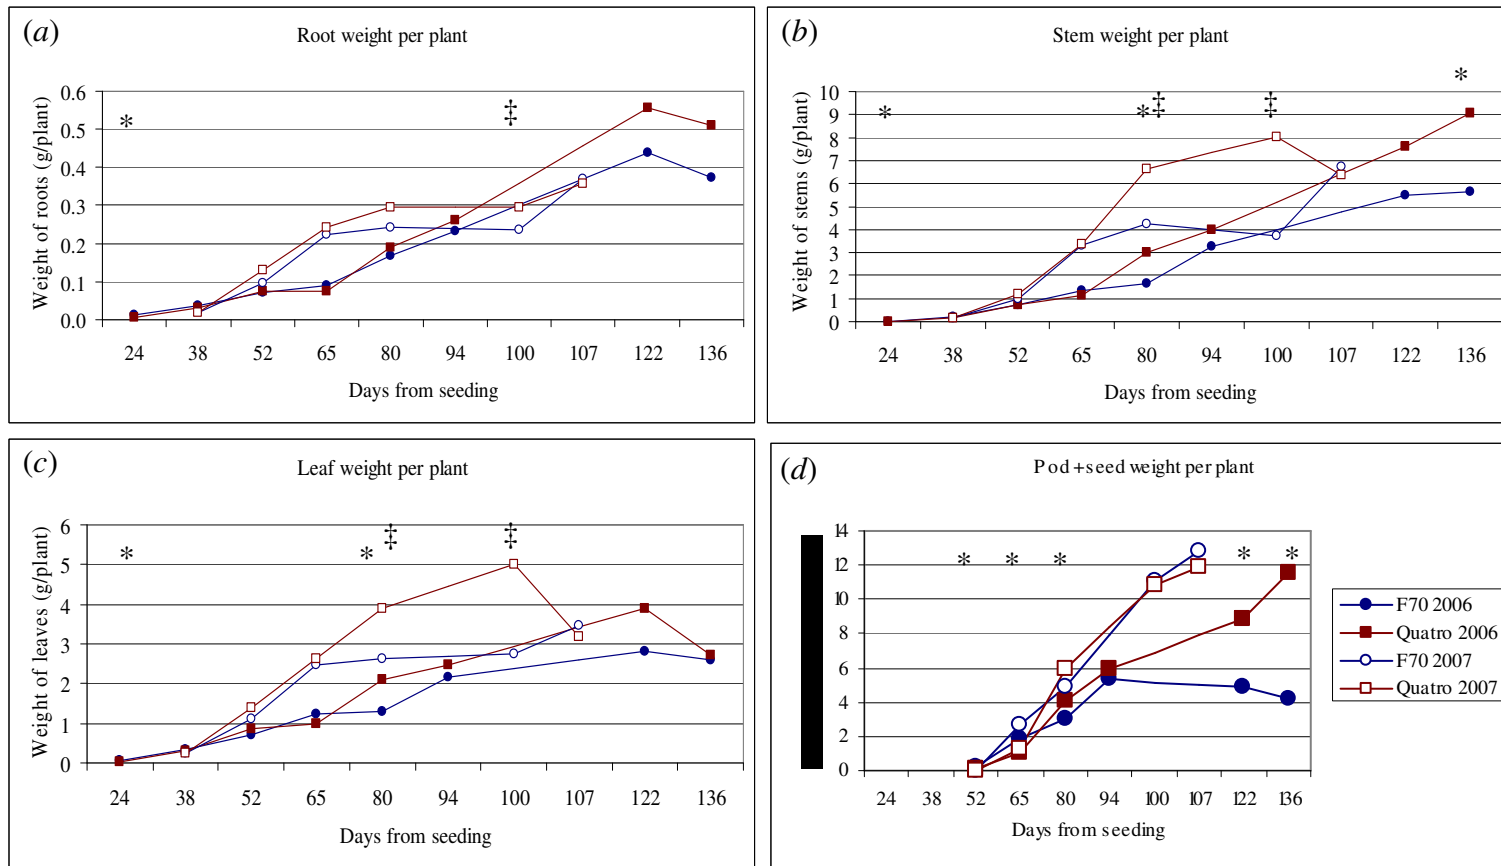 (a)
Root weight per plant
0.6
0.5
0.4
0.3
0.2
0.1
0.0
Weight of roots (g/plant)
* ‡
24 38 52 65 80 94 100 107 122 136
Days from seeding
(b)
Stem weight per plant
10
9
8
7
6
5
4
3
2
1
0
Weight of stems (g/plant)
* *‡ ‡ *
24 38 52 65 80 94 100 107 122 136
Days from seeding
(c)
Leaf weight per plant
6
5
4
3
2
1
0
Weight of leaves (g/plant)
* *‡ ‡
24 38 52 65 80 94 100 107 122 136
Days from seeding
(d)
Pod+seed weight per plant
14
12
10
8
6
4
2
0
* * * * *
24 38 52 65 80 94 100 107 122 136
Days from seeding
F70 2006
Quatro 2006
F70 2007
Quatro 2007